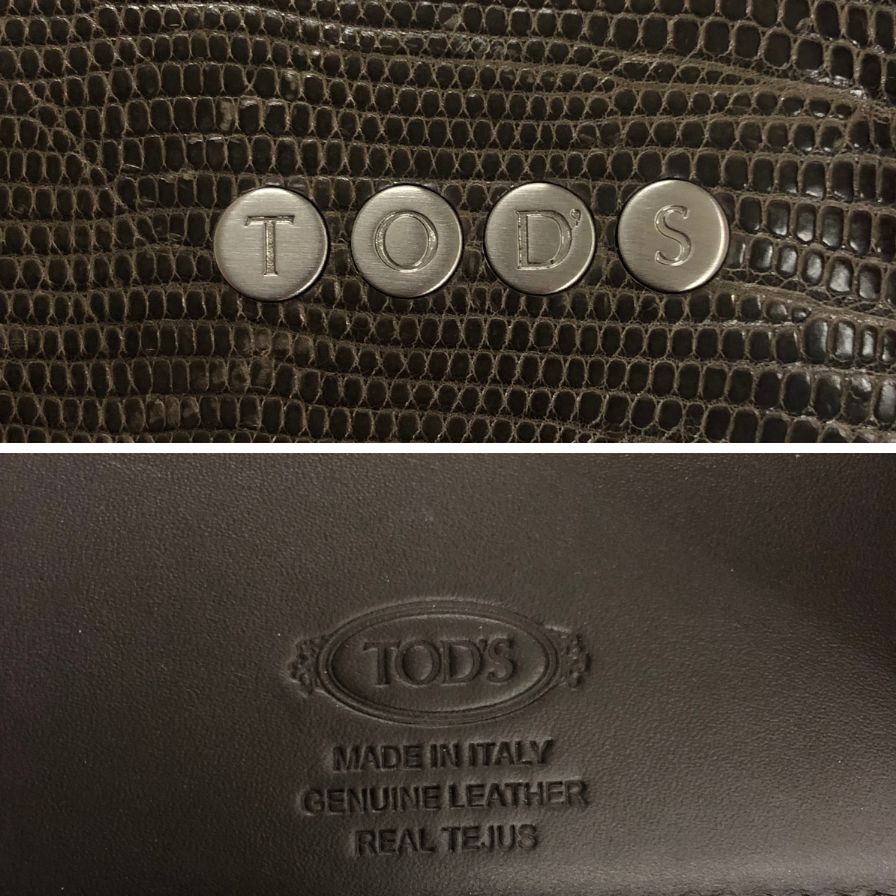 TOD'S
TOD'S
MADE IN ITALY
GENUINE LEATHER
REAL TEJUS